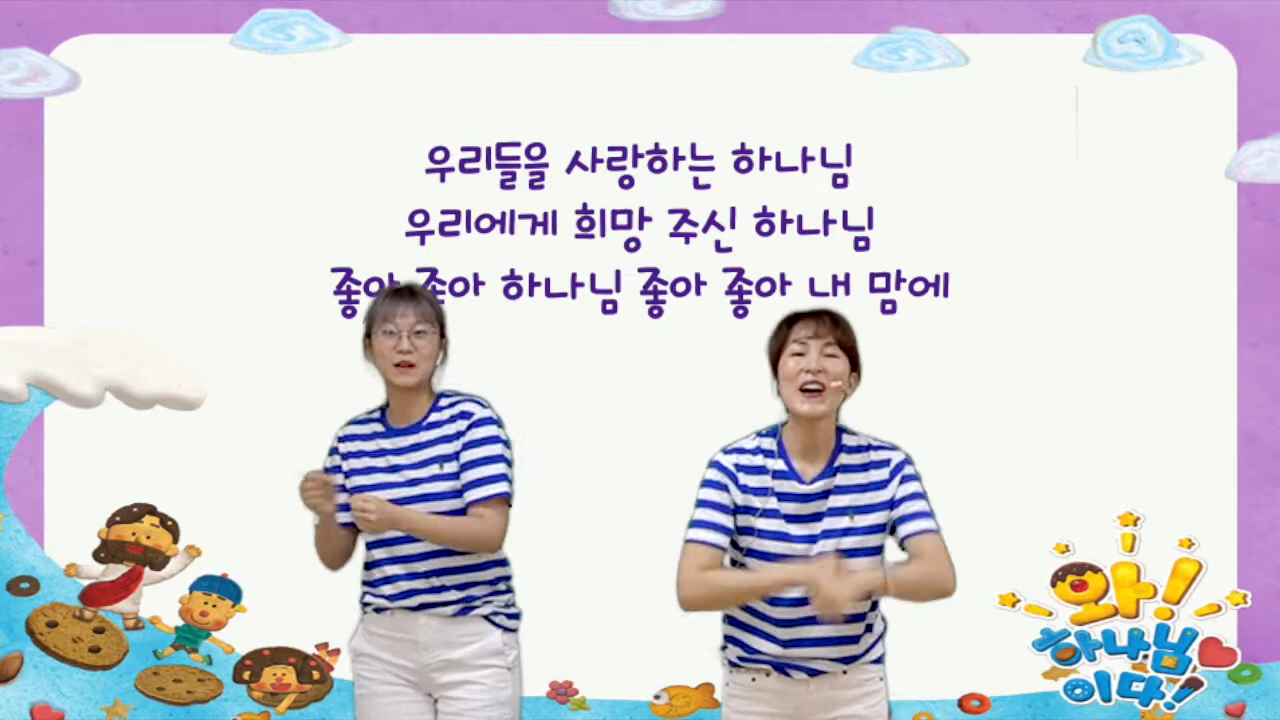 우리들을 사랑하는 하나님
우리에게 희망 주신 하나님
좋아 좋아 하나님 좋아 좋아 내 맘에
와!
하나님
이다!